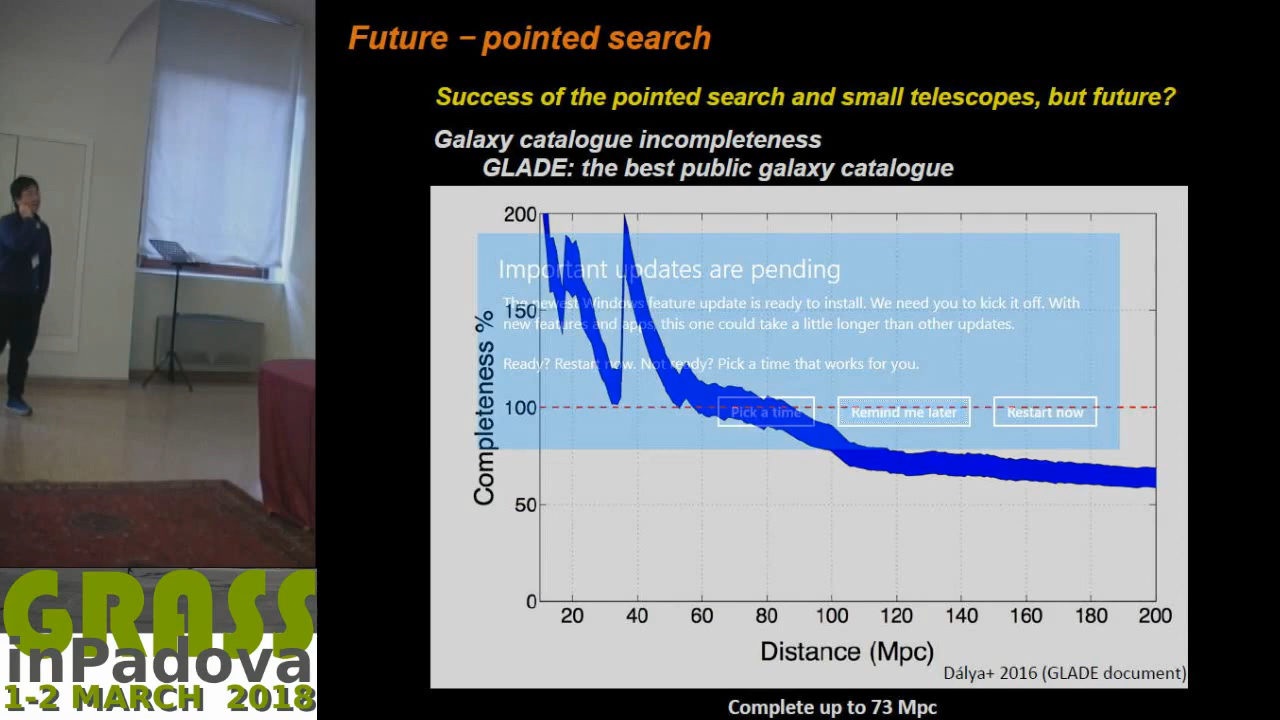 Future – pointed search
Success of the pointed search and small telescopes, but future?
Galaxy catalogue incompleteness
GLADE: the best public galaxy catalogue
200
150
100
50
0
Completeness %
Important updates are pending
The newest Windows feature update is ready to install. We need you to kick it off. With
new features and apps, this one could take a little longer than other updates.
Ready? Restart now. Not ready? Pick a time that works for you.
Pick a time
Remind me later
Restart now
20 40 60 80 100 120 140 160 180 200
Distance (Mpc)
Dálya+ 2016 (GLADE document)
Complete up to 73 Mpc
GRASS
inPadova
1-2 MARCH 2018